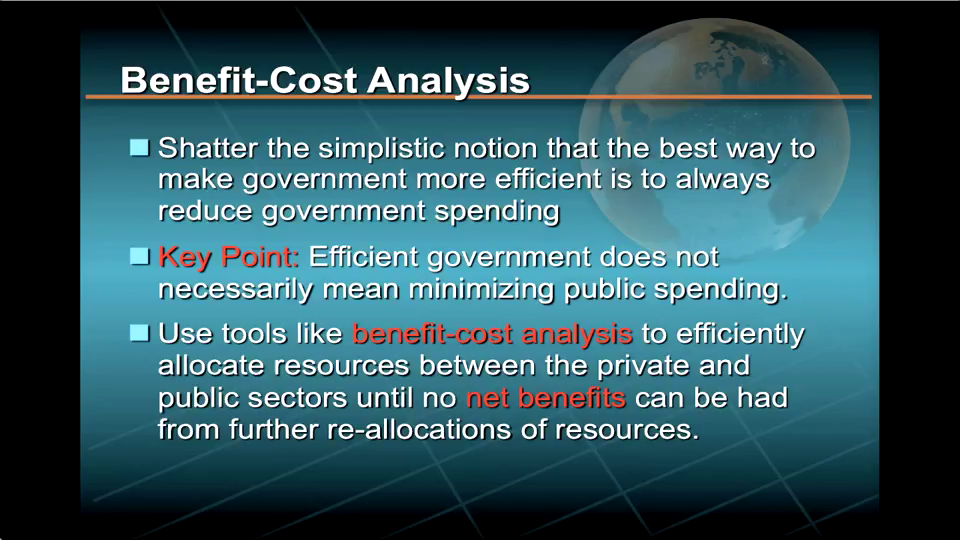 Benefit-Cost Analysis
Shatter the simplistic notion that the best way to
make government more efficient is to always
reduce government spending
Key Point: Efficient government does not
necessarily mean minimizing public spending.
Use tools like benefit-cost analysis to efficiently
allocate resources between the private and
public sectors until no net benefits can be had
from further re-allocations of resources.